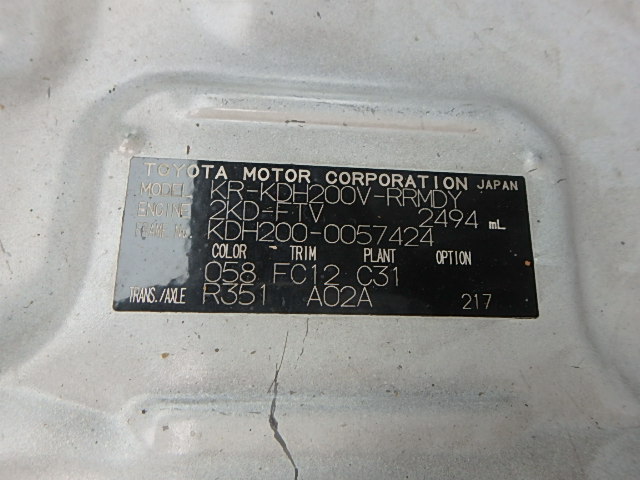 TOYOTA MOTOR CORPORATION JAPAN
MODEL KR-KDH200V-RRMDY
ENGINE 2KD-FTV 2494 mL
FRAME NO. KDH200-0057424
COLOR TRIM PLANT OPTION
058 FC12 C31
TRANS./AXLE R351 A02A 217